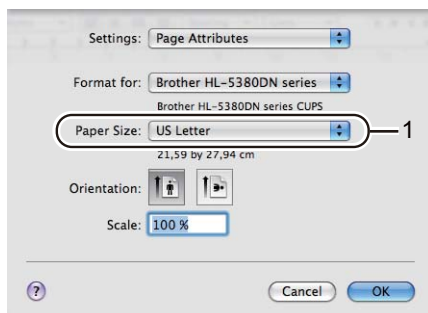 Settings: Page Attributes
Format for: Brother HL-5380DN series
Brother HL-5380DN series CUPS
Paper Size: US Letter 1
21,59 by 27,94 cm
Orientation:
Scale: 100 %
? Cancel OK